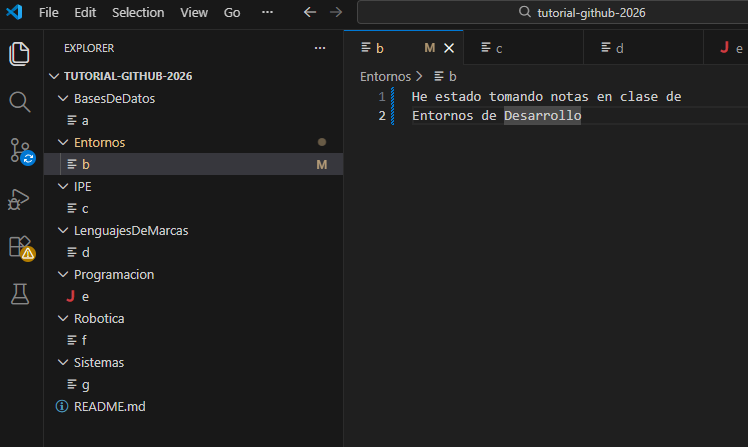 File Edit Selection View Go ··· tutorial-github-2026
EXPLORER ···
TUTORIAL-GITHUB-2026
BasesDeDatos
a
Entornos
b M
IPE
c
LenguajesDeMarcas
d
Programacion
J e
Robotica
f
Sistemas
g
README.md
b M c d J e
Entornos > b
1 He estado tomando notas en clase de
2 Entornos de Desarrollo